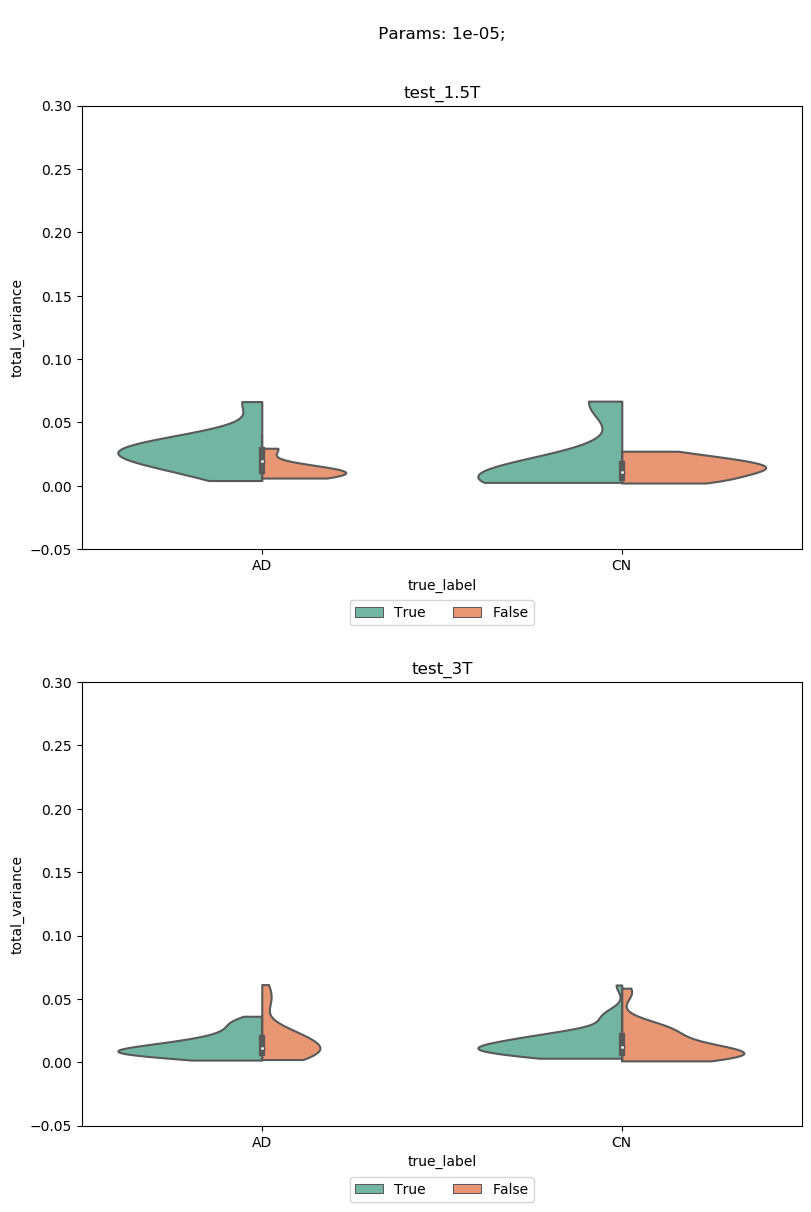 Params: 1e-05;
test_1.5T
0.30
0.25
0.20
0.15
0.10
0.05
0.00
−0.05
total_variance
AD CN
true_label
True False
test_3T
0.30
0.25
0.20
0.15
0.10
0.05
0.00
−0.05
total_variance
AD CN
true_label
True False